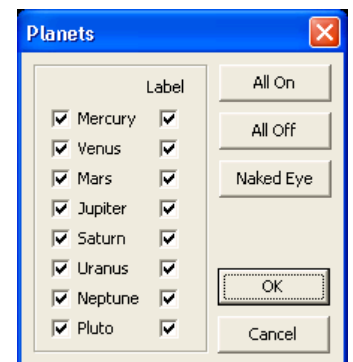 Planets
Label
Mercury
Venus
Mars
Jupiter
Saturn
Uranus
Neptune
Pluto
All On
All Off
Naked Eye
OK
Cancel